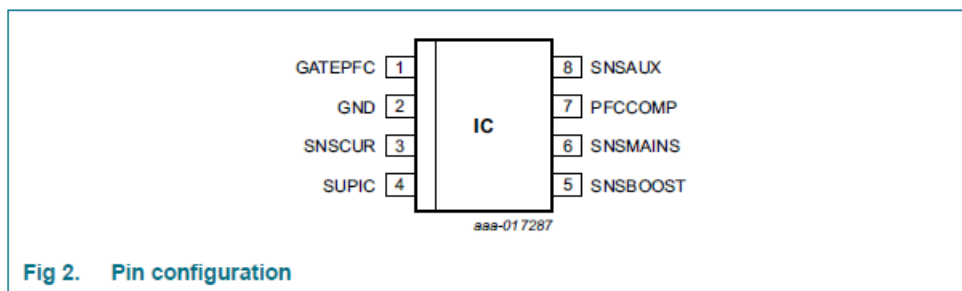 GATEPFC 1 8 SNSAUX
GND 2 7 PFCCOMP
IC
SNSCUR 3 6 SNSMAINS
SUPIC 4 5 SNSBOOST
aaa-017287
Fig 2. Pin configuration